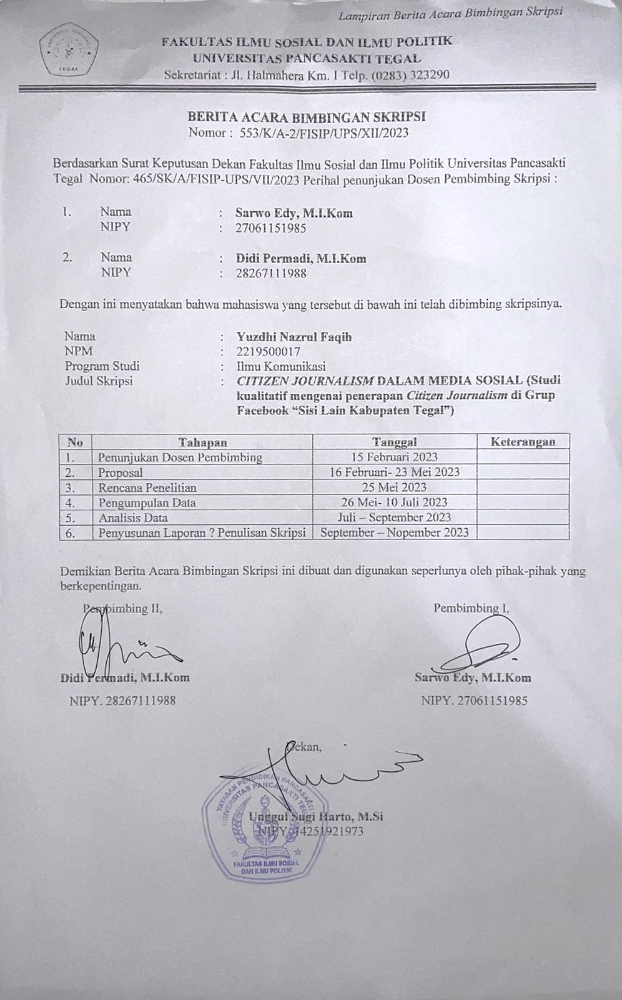 Lampiran Berita Acara Bimbingan Skripsi
TEGAL
FAKULTAS ILMU SOSIAL DAN ILMU POLITIK
UNIVERSITAS PANCASAKTI TEGAL
Sekretariat : Jl. Halmahera Km. 1 Telp. (0283) 323290
BERITA ACARA BIMBINGAN SKRIPSI
Nomor : 553/K/A-2/FISIP/UPS/XII/2023
Berdasarkan Surat Keputusan Dekan Fakultas Ilmu Sosial dan Ilmu Politik Universitas Pancasakti
Tegal Nomor: 465/SK/A/FISIP-UPS/VII/2023 Perihal penunjukan Dosen Pembimbing Skripsi :
1. Nama : Sarwo Edy, M.I.Kom
NIPY : 27061151985
2. Nama : Didi Permadi, M.I.Kom
NIPY : 28267111988
Dengan ini menyatakan bahwa mahasiswa yang tersebut di bawah ini telah dibimbing skripsinya.
Nama : Yuzdhi Nazrul Faqih
NPM : 2219500017
Program Studi : Ilmu Komunikasi
Judul Skripsi : CITIZEN JOURNALISM DALAM MEDIA SOSIAL (Studi
kualitatif mengenai penerapan Citizen Journalism di Grup
Facebook “Sisi Lain Kabupaten Tegal”)
No Tahapan Tanggal Keterangan
1. Penunjukan Dosen Pembimbing 15 Februari 2023
2. Proposal 16 Februari- 23 Mei 2023
3. Rencana Penelitian 25 Mei 2023
4. Pengumpulan Data 26 Mei- 10 Juli 2023
5. Analisis Data Juli – September 2023
6. Penyusunan Laporan ? Penulisan Skripsi September – Nopember 2023
Demikian Berita Acara Bimbingan Skripsi ini dibuat dan digunakan seperlunya oleh pihak-pihak yang
berkepentingan.
Pembimbing II, Pembimbing I,
Didi Permadi, M.I.Kom Sarwo Edy, M.I.Kom
NIPY. 28267111988 NIPY. 27061151985
Dekan,
YAYASAN PENDIDIKAN PANCASAKTI
UNIVERSITAS PANCASAKTI TEGAL
Unggul Sugi Harto, M.Si
NIPY. 14251921973
FAKULTAS ILMU SOSIAL
DAN ILMU POLITIK